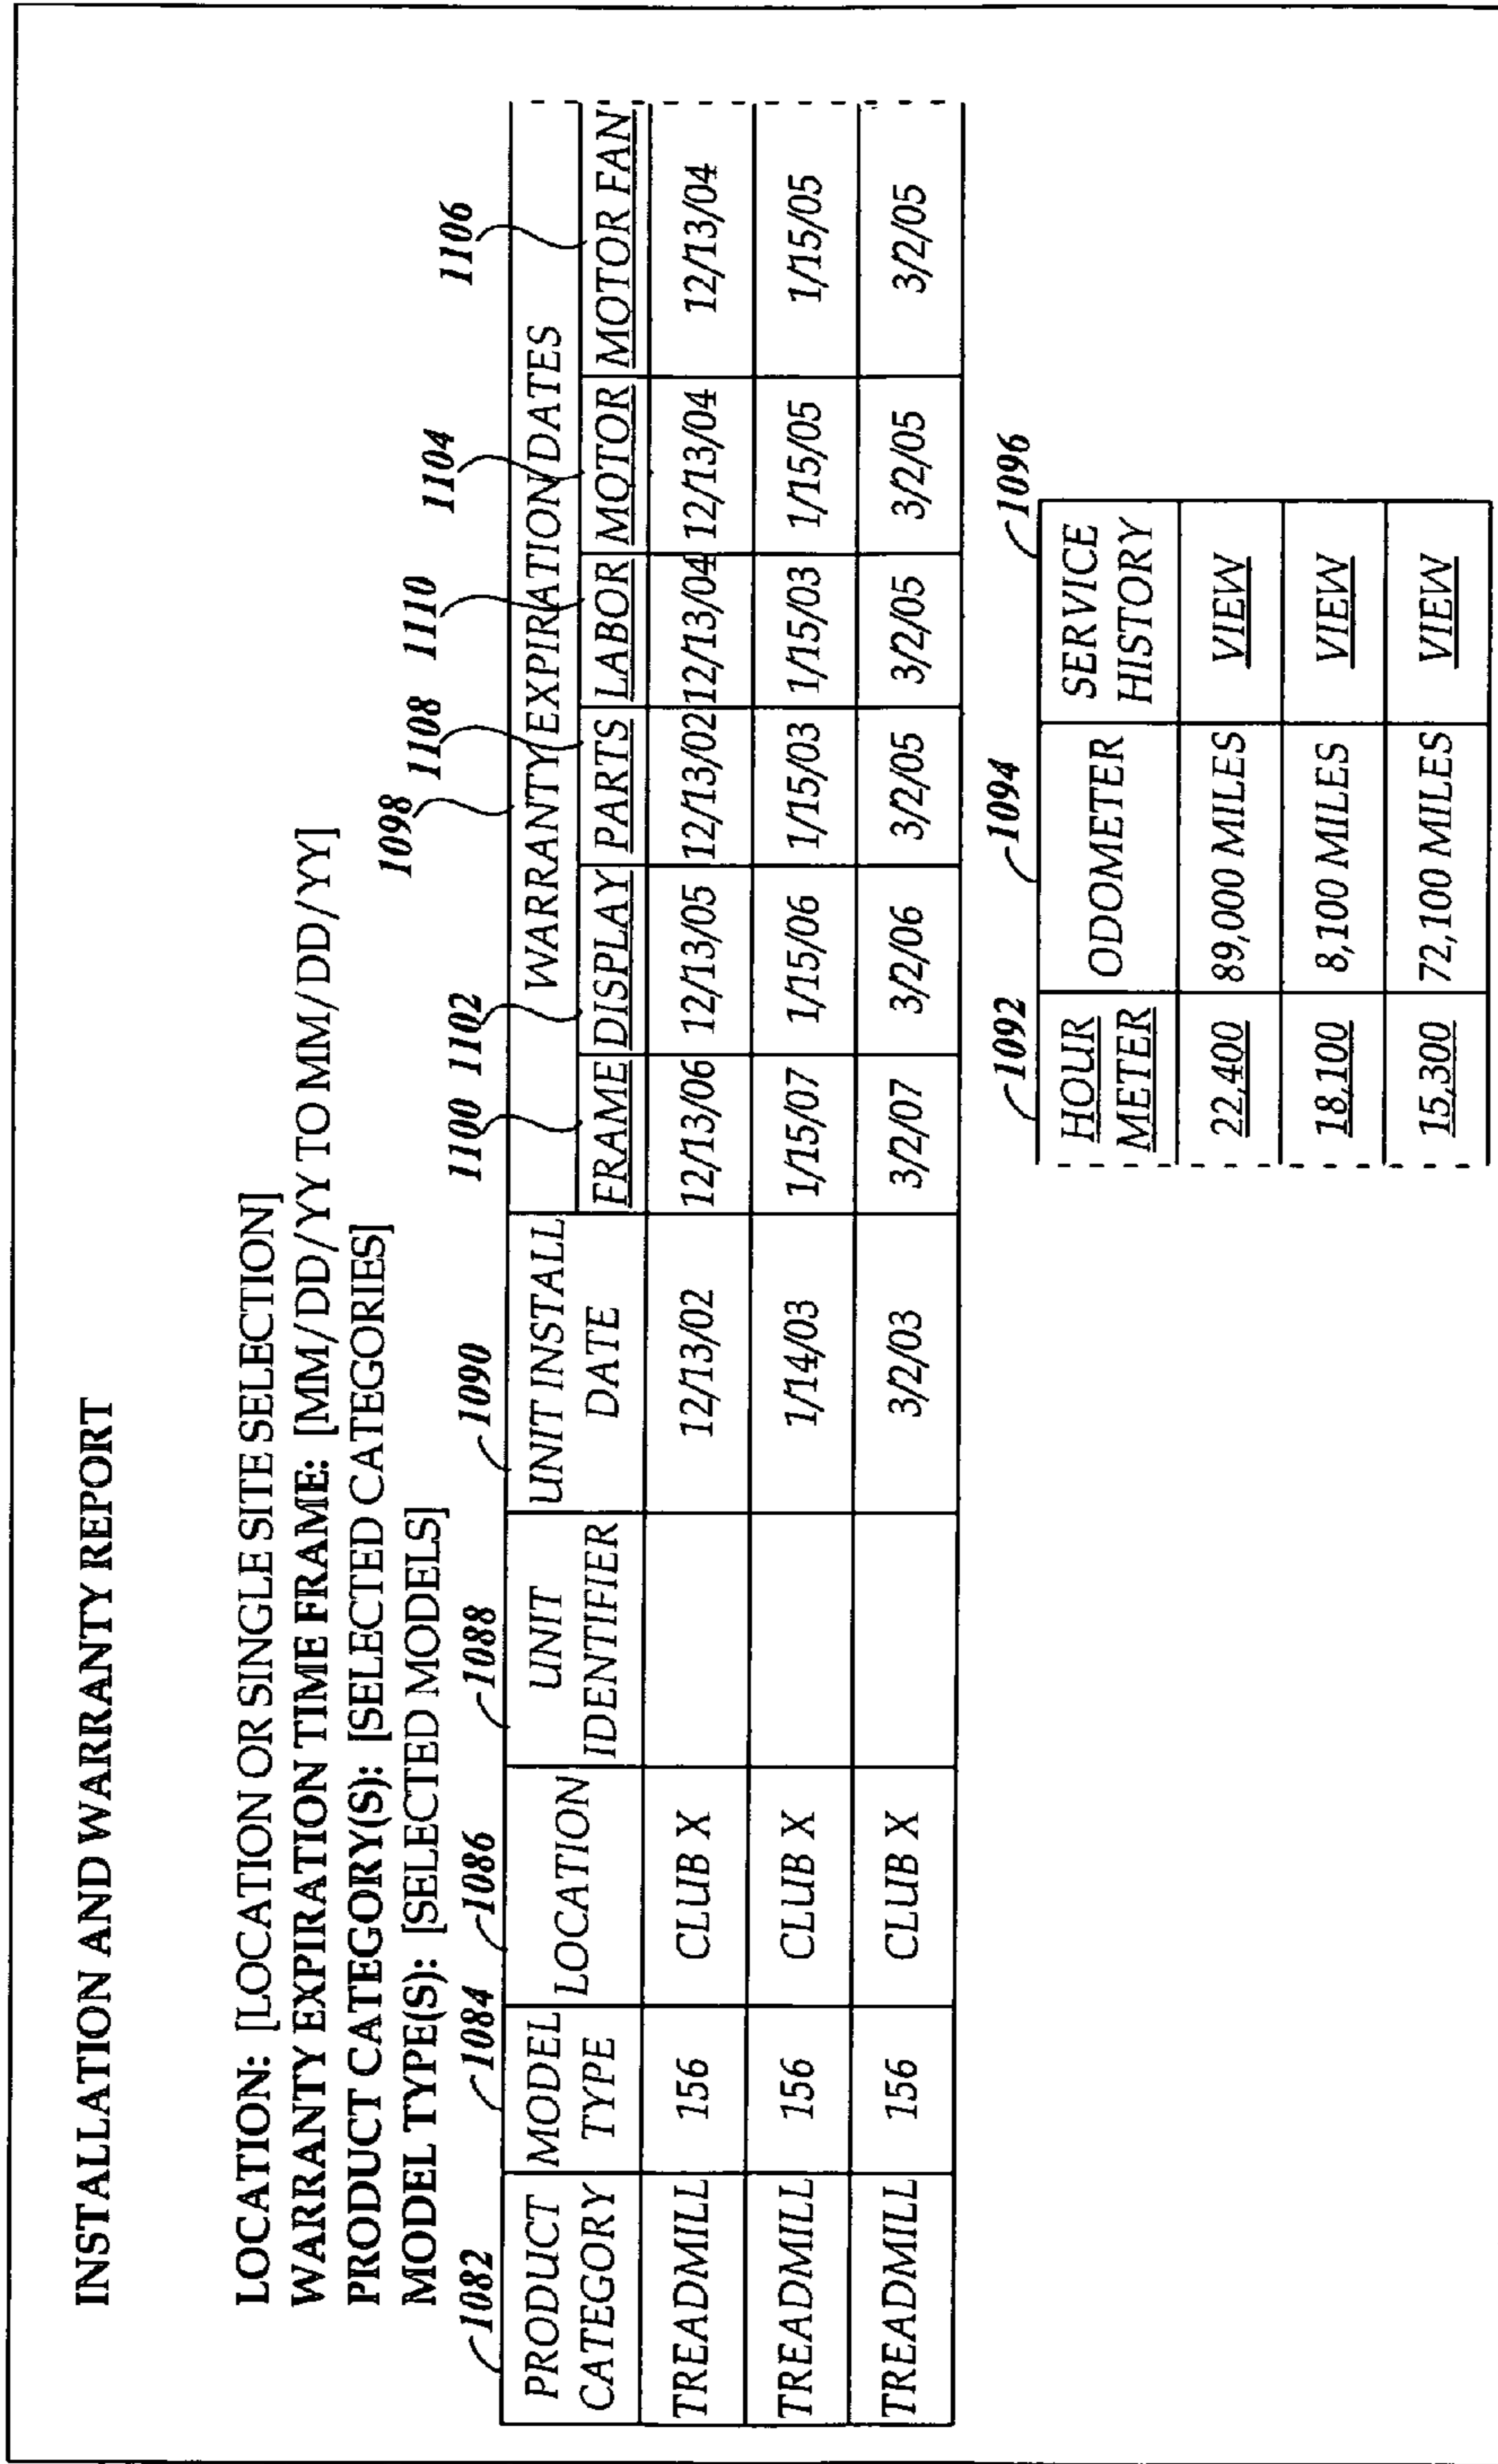 INSTALLATION AND WARRANTY REPORT
LOCATION: [LOCATION OR SINGLE SITE SELECTION]
WARRANTY EXPIRATION TIME FRAME: [MM/DD/YY TO MM/DD/YY]
PRODUCT CATEGORY(S): [SELECTED CATEGORIES]
MODEL TYPE(S): [SELECTED MODELS]
1082 1084 1086 1088 1090 1100 1102 1098 1108 1110 1104 1106
PRODUCT CATEGORY MODEL TYPE LOCATION UNIT IDENTIFIER UNIT INSTALL DATE WARRANTY EXPIRATION DATES
FRAME DISPLAY PARTS LABOR MOTOR MOTOR FAN
TREADMILL 156 CLUB X 12/13/02 12/13/06 12/13/05 12/13/02 12/13/04 12/13/04 12/13/04
TREADMILL 156 CLUB X 1/14/03 1/15/07 1/15/06 1/15/03 1/15/03 1/15/05 1/15/05
TREADMILL 156 CLUB X 3/2/03 3/2/07 3/2/06 3/2/05 3/2/05 3/2/05 3/2/05
1092 1094 1096
HOUR METER ODOMETER SERVICE HISTORY
22,400 89,000 MILES VIEW
18,100 8,100 MILES VIEW
15,300 72,100 MILES VIEW